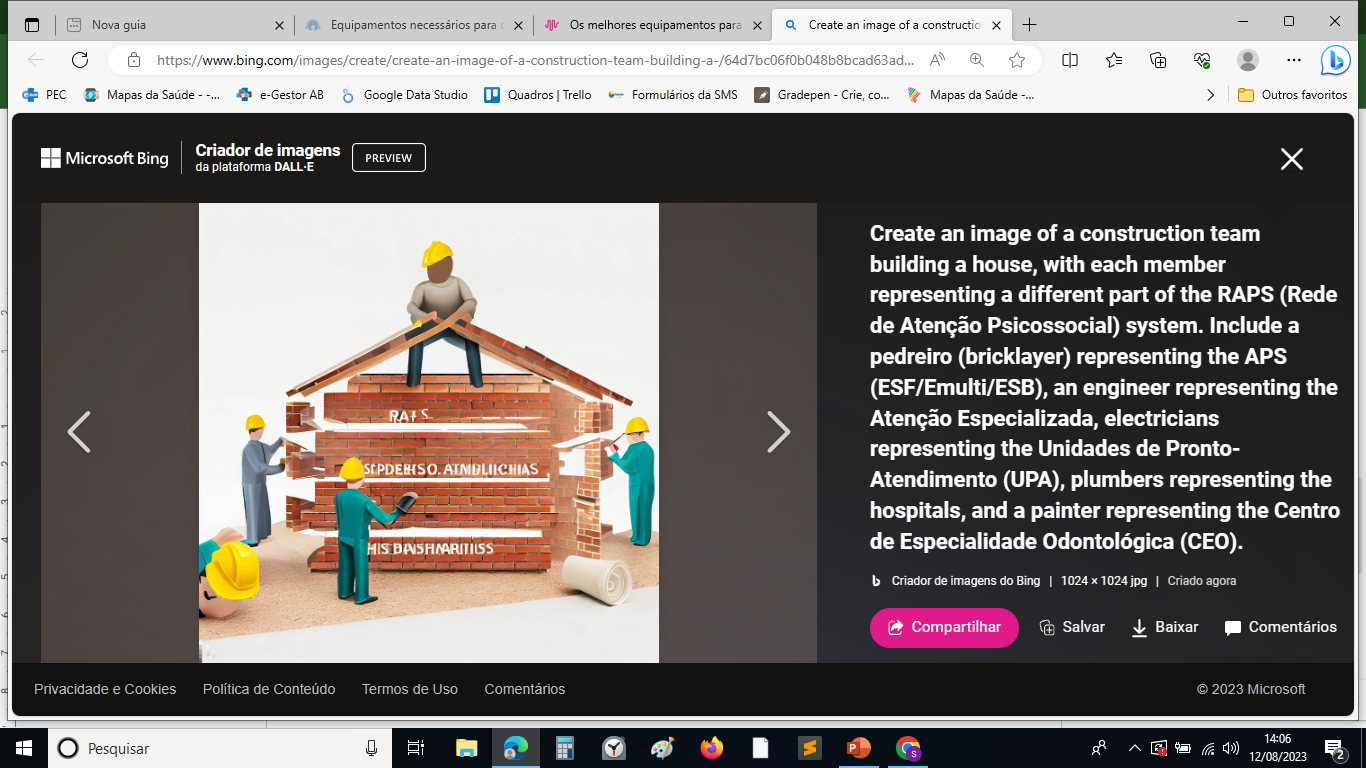 Nova guia
Equipamentos necessários para c
Os melhores equipamentos para
Create an image of a constructio
https://www.bing.com/images/create/create-an-image-of-a-construction-team-building-a-/64d7bc06f0b048b8bcad63ad...
PEC
Mapas da Saúde - -...
e-Gestor AB
Google Data Studio
Quadros | Trello
Formulários da SMS
Gradepen - Crie, co...
Mapas da Saúde -...
Outros favoritos
Microsoft Bing
Criador de imagens
da plataforma DALL·E
PREVIEW
Create an image of a construction team
building a house, with each member
representing a different part of the RAPS (Rede
de Atenção Psicossocial) system. Include a
pedreiro (bricklayer) representing the APS
(ESF/Emulti/ESB), an engineer representing the
Atenção Especializada, electricians
representing the Unidades de Pronto-
Atendimento (UPA), plumbers representing the
hospitals, and a painter representing the Centro
de Especialidade Odontológica (CEO).
Criador de imagens do Bing | 1024 × 1024 jpg | Criado agora
Compartilhar
Salvar
Baixar
Comentários
Privacidade e Cookies
Política de Conteúdo
Termos de Uso
Comentários
© 2023 Microsoft
Pesquisar
14:06
12/08/2023
2